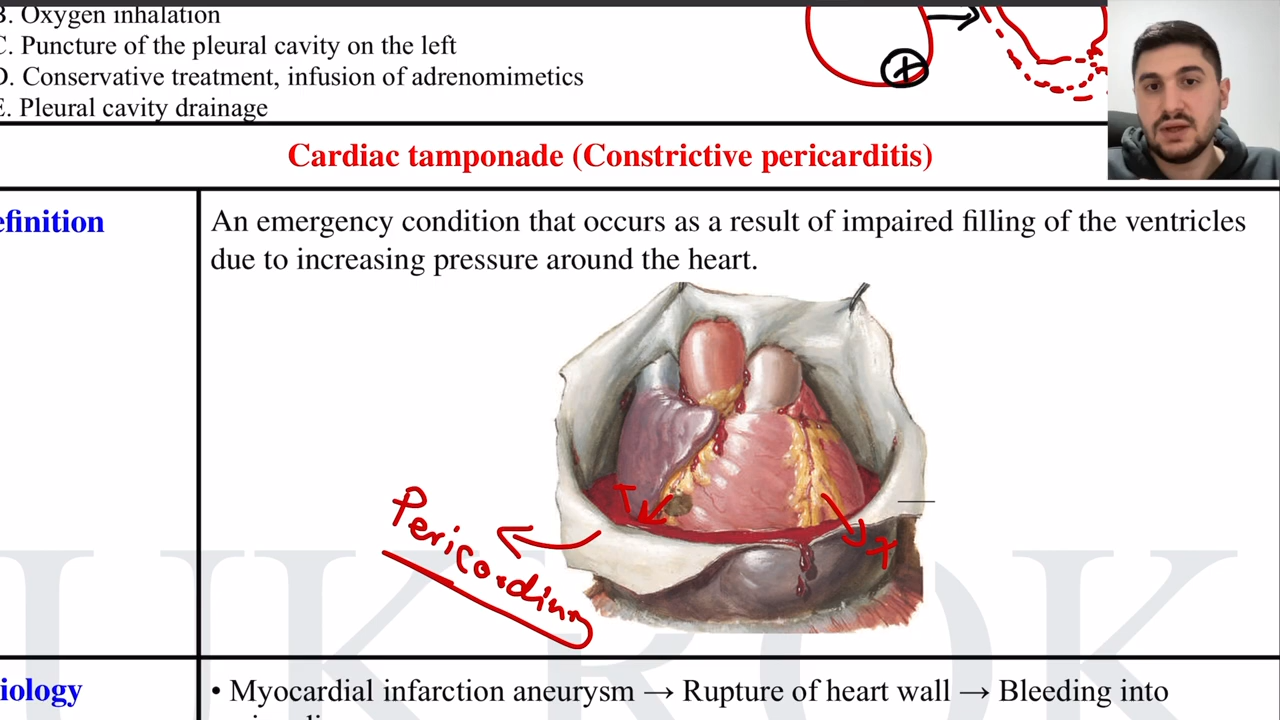 B. Oxygen inhalation
C. Puncture of the pleural cavity on the left
D. Conservative treatment, infusion of adrenomimetics
E. Pleural cavity drainage
Cardiac tamponade (Constrictive pericarditis)
efinition
An emergency condition that occurs as a result of impaired filling of the ventricles
due to increasing pressure around the heart.
Pericardium
iology
• Myocardial infarction aneurysm → Rupture of heart wall → Bleeding into